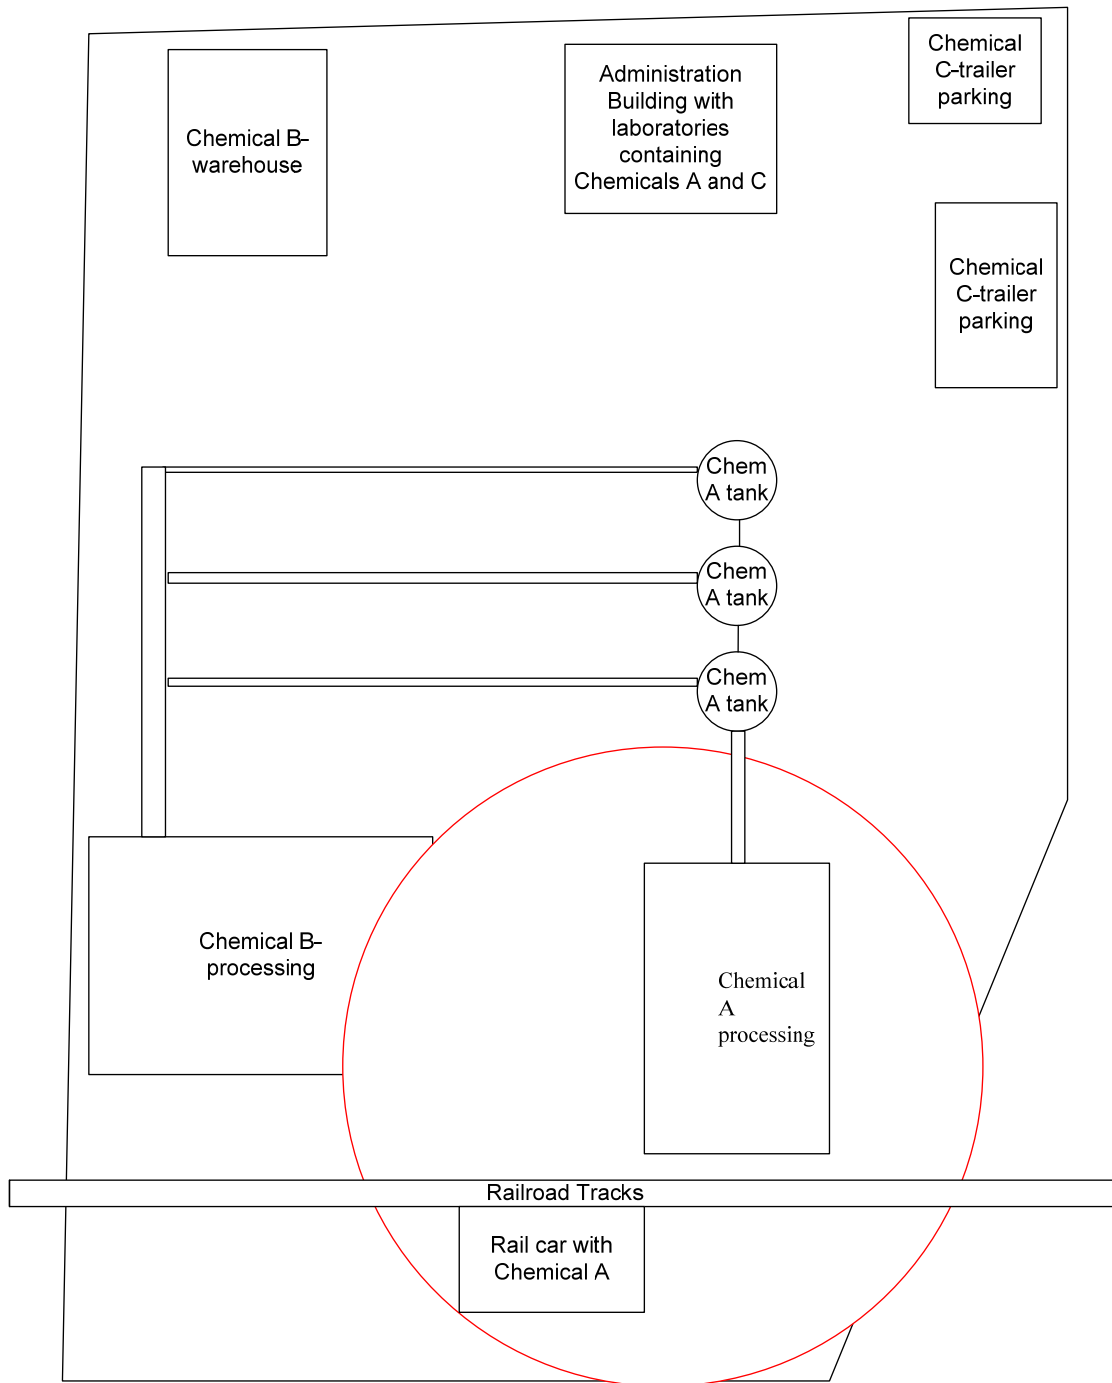 Chemical B-
warehouse
Administration
Building with
laboratories
containing
Chemicals A and C
Chemical
C-trailer
parking
Chemical
C-trailer
parking
Chem
A tank
Chem
A tank
Chem
A tank
Chemical B-
processing
Chemical
A
processing
Railroad Tracks
Rail car with
Chemical A